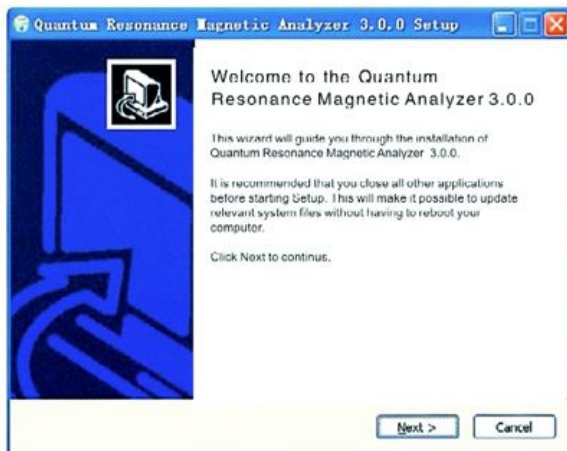 Quantum Resonance Magnetic Analyzer 3.0.0 Setup
Welcome to the Quantum
Resonance Magnetic Analyzer 3.0.0
This wizard will guide you through the installation of
Quantum Resonance Magnetic Analyzer 3.0.0.
It is recommended that you close all other applications
before starting Setup. This will make it possible to update
relevant system files without having to reboot your
computer.
Click Next to continue.
Next >
Cancel